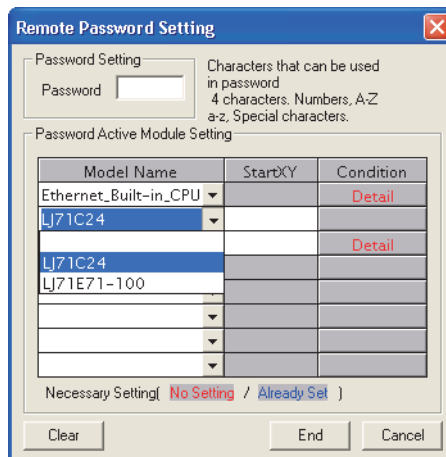 Remote Password Setting
Password Setting
Password
Characters that can be used
in password
4 characters. Numbers, A-Z
a-z, Special characters.
Password Active Module Setting
Model Name StartXY Condition
Ethernet_Built-in_CPU Detail
LJ71C24
Detail
LJ71C24
LJ71E71-100
Necessary Setting( No Setting / Already Set )
Clear End Cancel